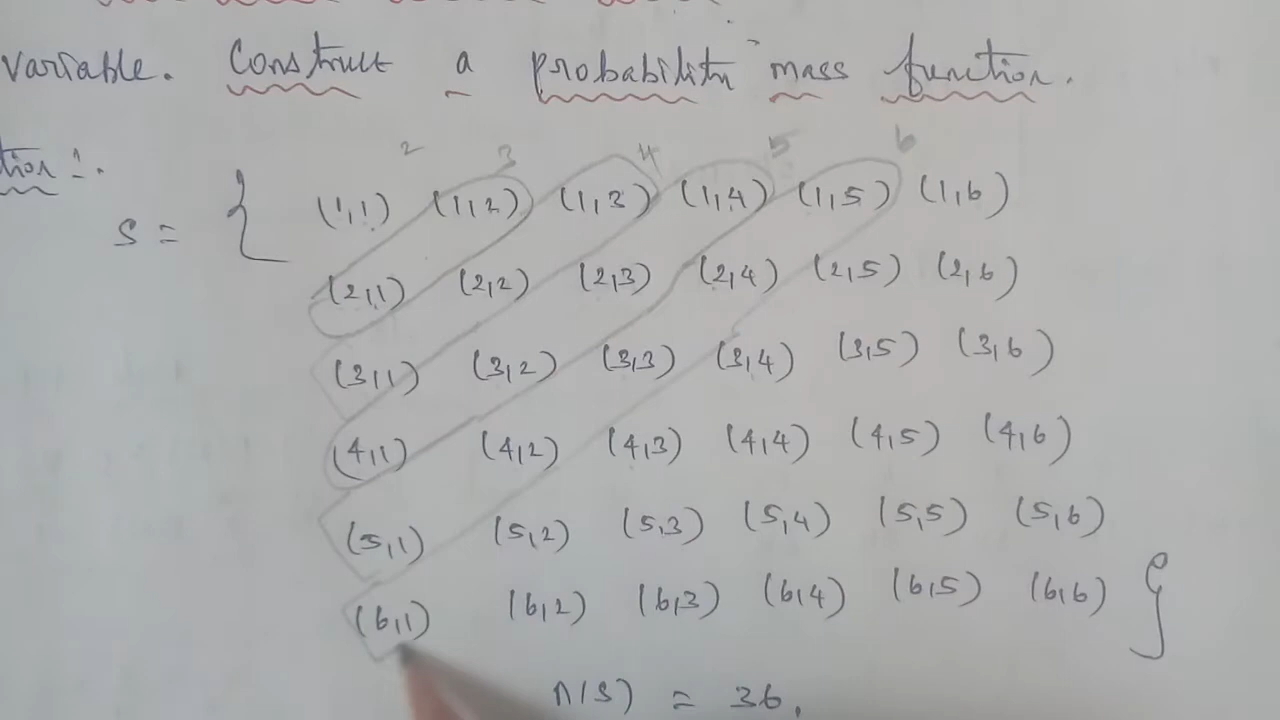 variable. Construct a probability mass function.
tion :.
2 3 4 5 6
S = { (1,1) (1,2) (1,3) (1,4) (1,5) (1,6)
(2,1) (2,2) (2,3) (2,4) (2,5) (2,6)
(3,1) (3,2) (3,3) (3,4) (3,5) (3,6)
(4,1) (4,2) (4,3) (4,4) (4,5) (4,6)
(5,1) (5,2) (5,3) (5,4) (5,5) (5,6)
(6,1) (6,2) (6,3) (6,4) (6,5) (6,6) }
n(S) = 36.